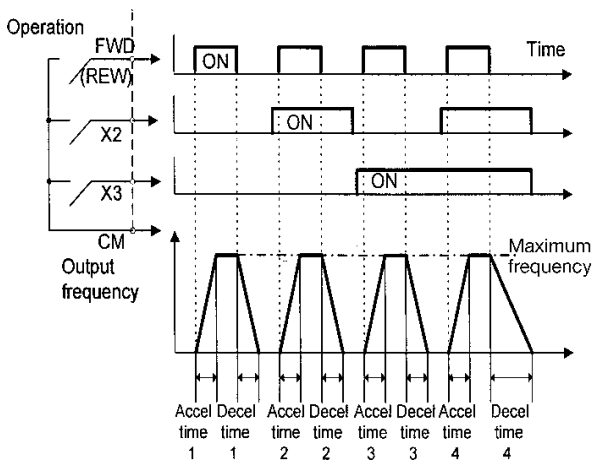 Operation
FWD
(REW)
ON
Time
X2
ON
X3
ON
CM
Output
frequency
Maximum
frequency
Accel Decel Accel Decel Accel Decel Accel Decel
time time time time time time time time
1 1 2 2 3 3 4 4